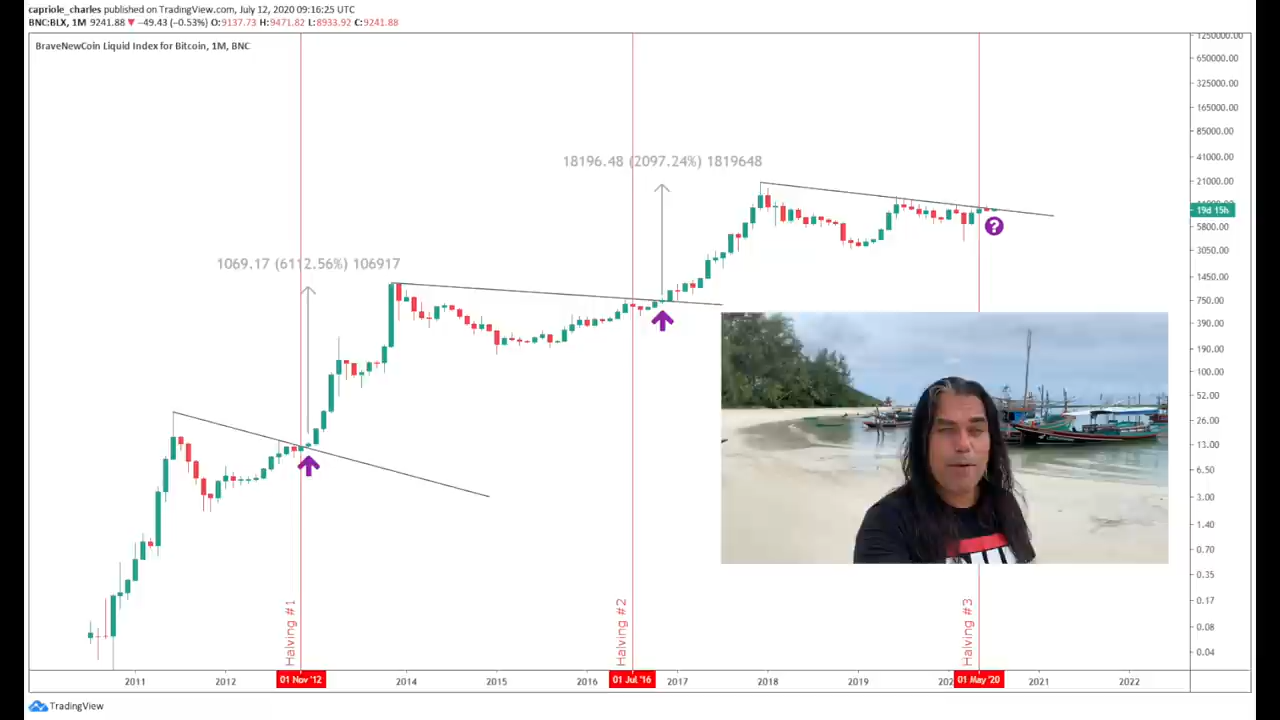 capriole_charles published on TradingView.com, July 12, 2020 09:16:25 UTC
BNC:BLX, 1M 9241.88 ▼ −49.43 (−0.53%) O:9137.73 H:9471.82 L:8933.92 C:9241.88
BraveNewCoin Liquid Index for Bitcoin, 1M, BNC
1250000.00
650000.00
325000.00
165000.00
85000.00
41000.00
21000.00
19d 15h
5800.00
3050.00
1450.00
750.00
390.00
190.00
100.00
52.00
26.00
13.00
6.50
3.00
1.40
0.70
0.35
0.17
0.08
0.04
18196.48 (2097.24%) 1819648
1069.17 (6112.56%) 106917
?
Halving #1
Halving #2
Halving #3
2011
2012
01 Nov '12
2014
2015
2016
01 Jul '16
2017
2018
2019
01 May '20
2021
2022
TradingView